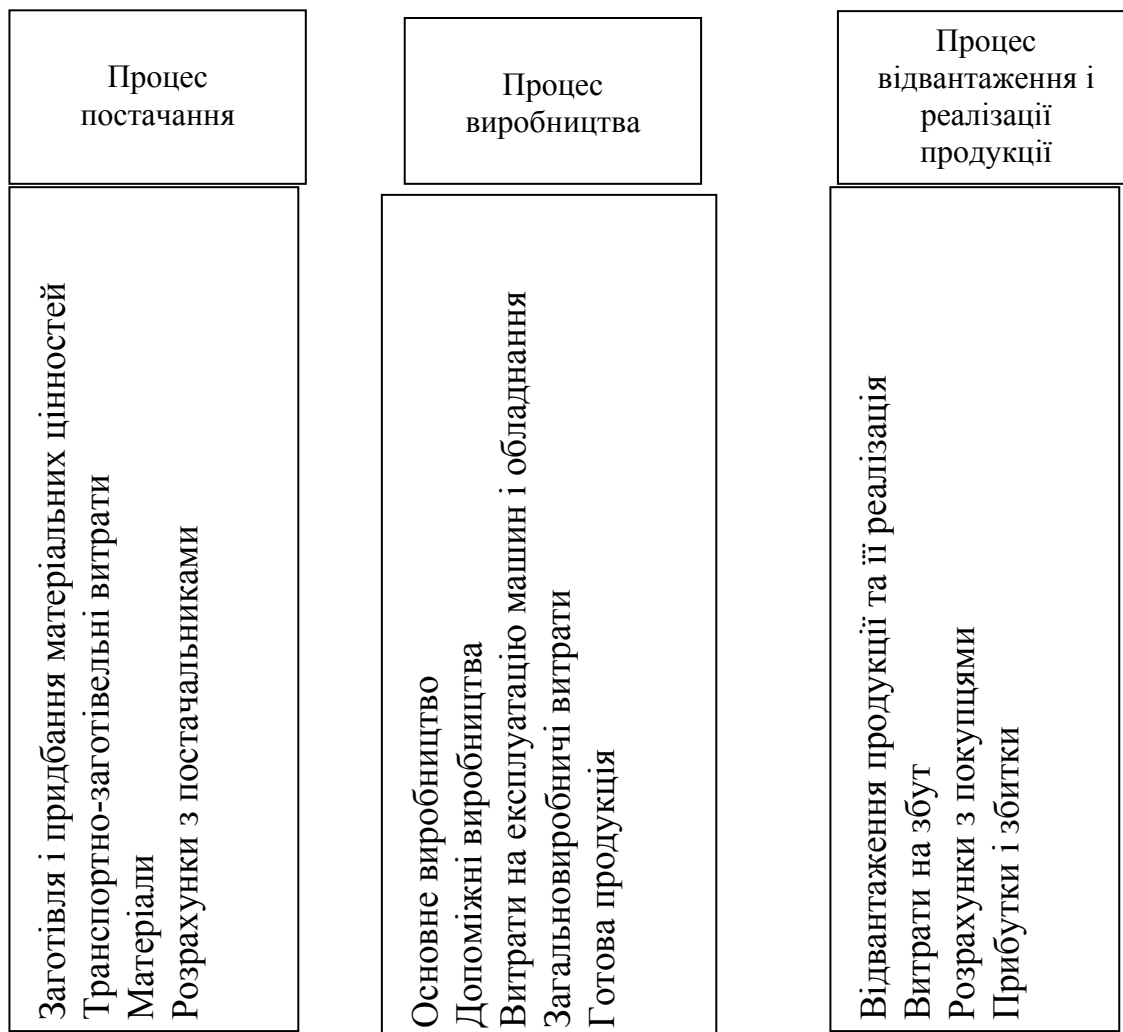 Процес
постачання
Заготівля і придбання матеріальних цінностей
Транспортно-заготівельні витрати
Матеріали
Розрахунки з постачальниками
Процес
виробництва
Основне виробництво
Допоміжні виробництва
Витрати на експлуатацію машин і обладнання
Загальновиробничі витрати
Готова продукція
Процес
відвантаження і
реалізації
продукції
Відвантаження продукції та її реалізація
Витрати на збут
Розрахунки з покупцями
Прибутки і збитки